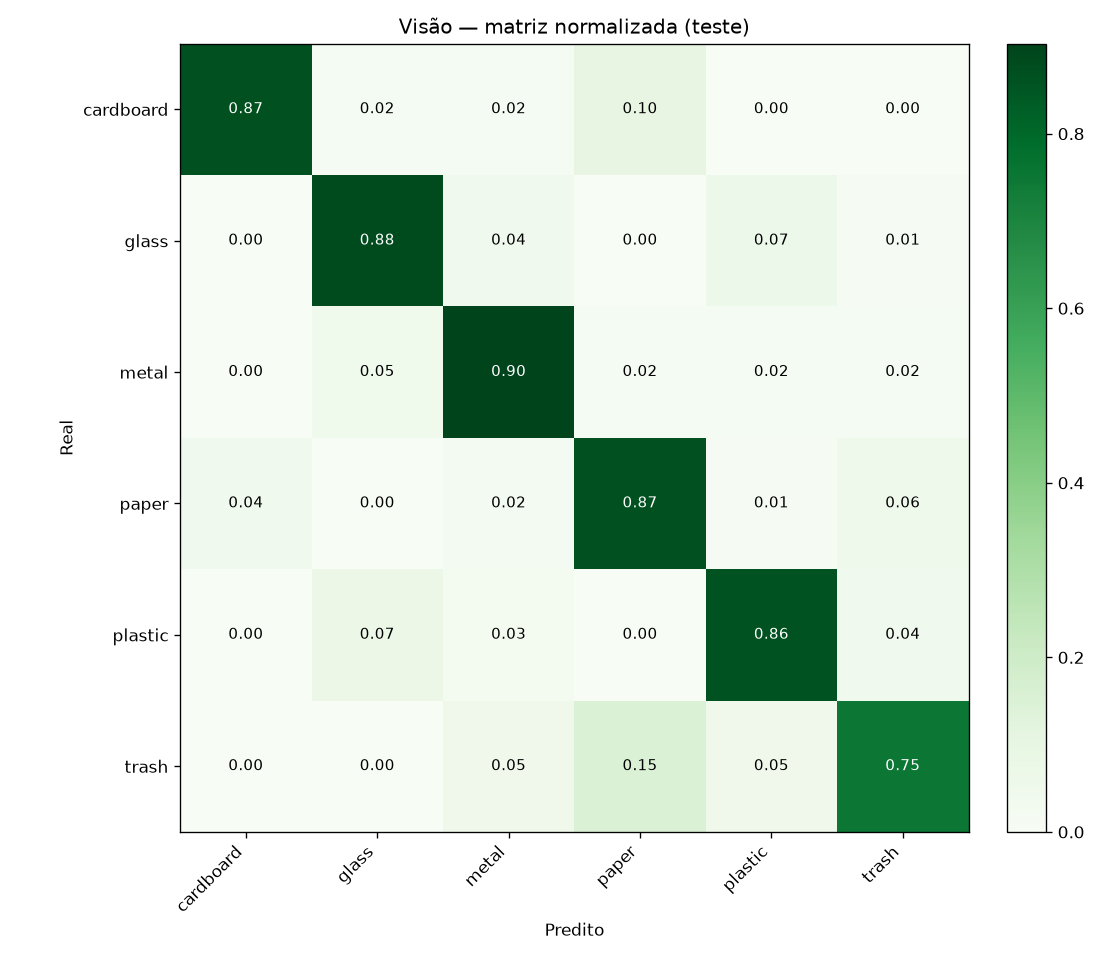 Visão — matriz normalizada (teste)
cardboard 0.87 0.02 0.02 0.10 0.00 0.00
0.8
glass 0.00 0.88 0.04 0.00 0.07 0.01
0.6
metal 0.00 0.05 0.90 0.02 0.02 0.02
Real
0.4
paper 0.04 0.00 0.02 0.87 0.01 0.06
plastic 0.00 0.07 0.03 0.00 0.86 0.04
0.2
trash 0.00 0.00 0.05 0.15 0.05 0.75
0.0
cardboard glass metal paper plastic trash
Predito